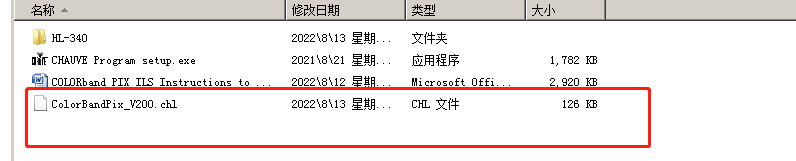 名称 修改日期 类型 大小
HL-340 2022\8\13 星期... 文件夹
CHAUVE Program setup.exe 2021\8\21 星期... 应用程序 1,782 KB
COLORband PIX ILS Instructions to ... 2022\8\12 星期... Microsoft Offi... 2,920 KB
ColorBandPix_V200.chl 2022\8\13 星期... CHL 文件 126 KB